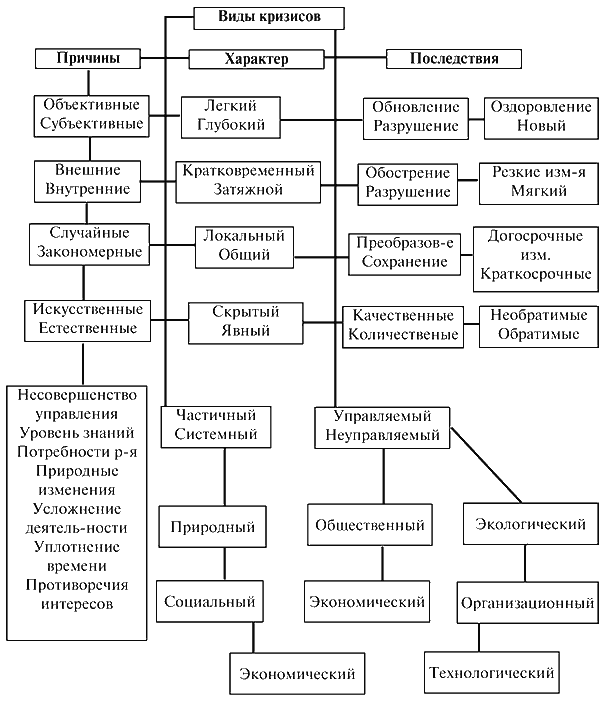 Виды кризисов
Причины
Характер
Последствия
Объективные
Субъективные
Легкий
Глубокий
Обновление
Разрушение
Оздоровление
Новый
Внешние
Внутренние
Кратковременный
Затяжной
Обострение
Разрушение
Резкие изм-я
Мягкий
Случайные
Закономерные
Локальный
Общий
Преобразов-е
Сохранение
Догосрочные
изм.
Краткосрочные
Искусственные
Естественные
Скрытый
Явный
Качественные
Количественые
Необратимые
Обратимые
Несовершенство
управления
Уровень знаний
Потребности р-я
Природные
изменения
Усложнение
деятель-ности
Уплотнение
времени
Противоречия
интересов
Частичный
Системный
Управляемый
Неуправляемый
Природный
Общественный
Экологический
Социальный
Экономический
Организационный
Экономический
Технологический